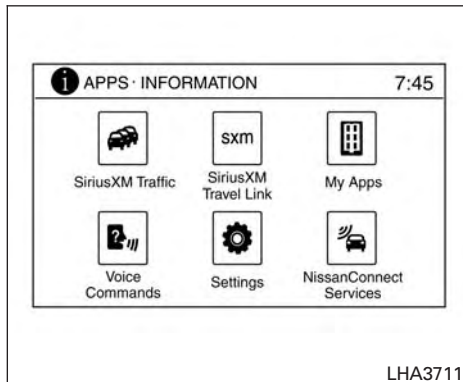 i APPS · INFORMATION 7:45
sxm
SiriusXM Traffic SiriusXM My Apps
Travel Link
?
Voice Settings NissanConnect
Commands Services
LHA3711